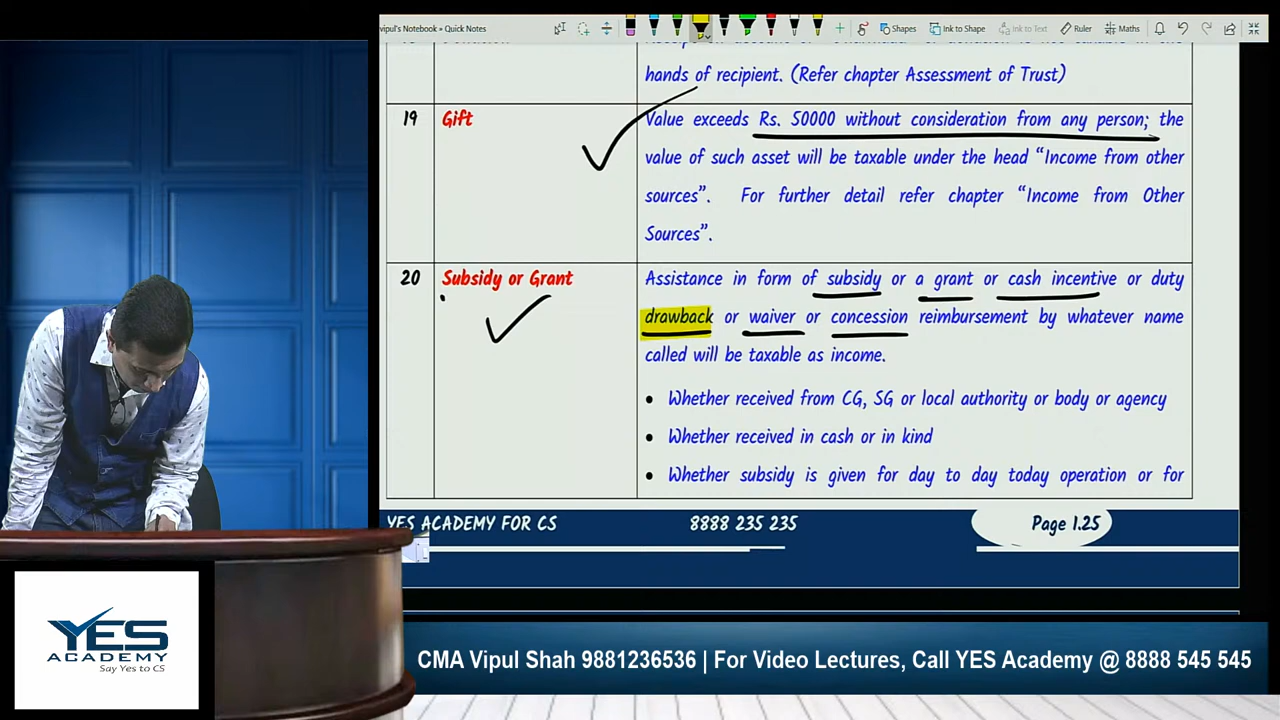 vipul's Notebook » Quick Notes
Shapes Ink to Shape Ink to Text Ruler Maths
hands of recipient. (Refer chapter Assessment of Trust)
19 Gift Value exceeds Rs. 50000 without consideration from any person; the
value of such asset will be taxable under the head “Income from other
sources”. For further detail refer chapter “Income from Other
Sources”.
20 Subsidy or Grant Assistance in form of subsidy or a grant or cash incentive or duty
drawback or waiver or concession reimbursement by whatever name
called will be taxable as income.
• Whether received from CG, SG or local authority or body or agency
• Whether received in cash or in kind
• Whether subsidy is given for day to day today operation or for
YES ACADEMY FOR CS 8888 235 235 Page 1.25
YES
ACADEMY
Say Yes to CS
CMA Vipul Shah 9881236536 | For Video Lectures, Call YES Academy @ 8888 545 545